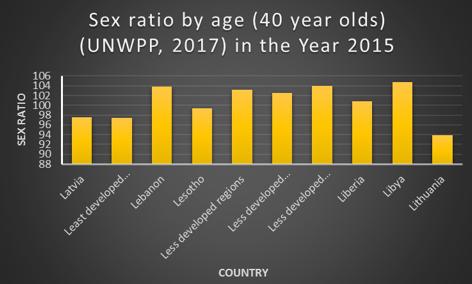 Sex ratio by age (40 year olds)
(UNWPP, 2017) in the Year 2015
SEX RATIO
106
104
102
100
98
96
94
92
90
88
Latvia
Least developed...
Lebanon
Lesotho
Less developed regions
Less developed...
Less developed...
Liberia
Libya
Lithuania
COUNTRY